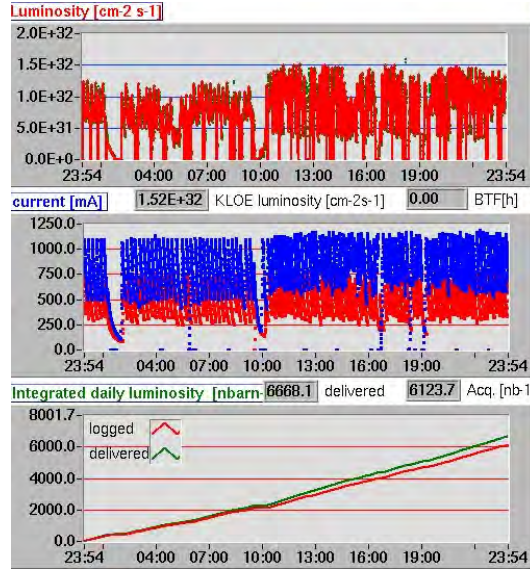 Luminosity [cm-2 s-1]
2.0E+32
1.5E+32
1.0E+32
5.0E+31
0.0E+0
23:54 04:00 07:00 10:00 13:00 16:00 19:00 23:54
current [mA] 1.52E+32 KLOE luminosity [cm-2s-1] 0.00 BTF[h]
1250.0
1000.0
750.0
500.0
250.0
0.0
23:54 04:00 07:00 10:00 13:00 16:00 19:00 23:54
Integrated daily luminosity [nbarn- 6668.1 delivered 6123.7 Acq. [nb-1
8001.7
6000.0
4000.0
2000.0
0.0
logged
delivered
23:54 04:00 07:00 10:00 13:00 16:00 19:00 23:54